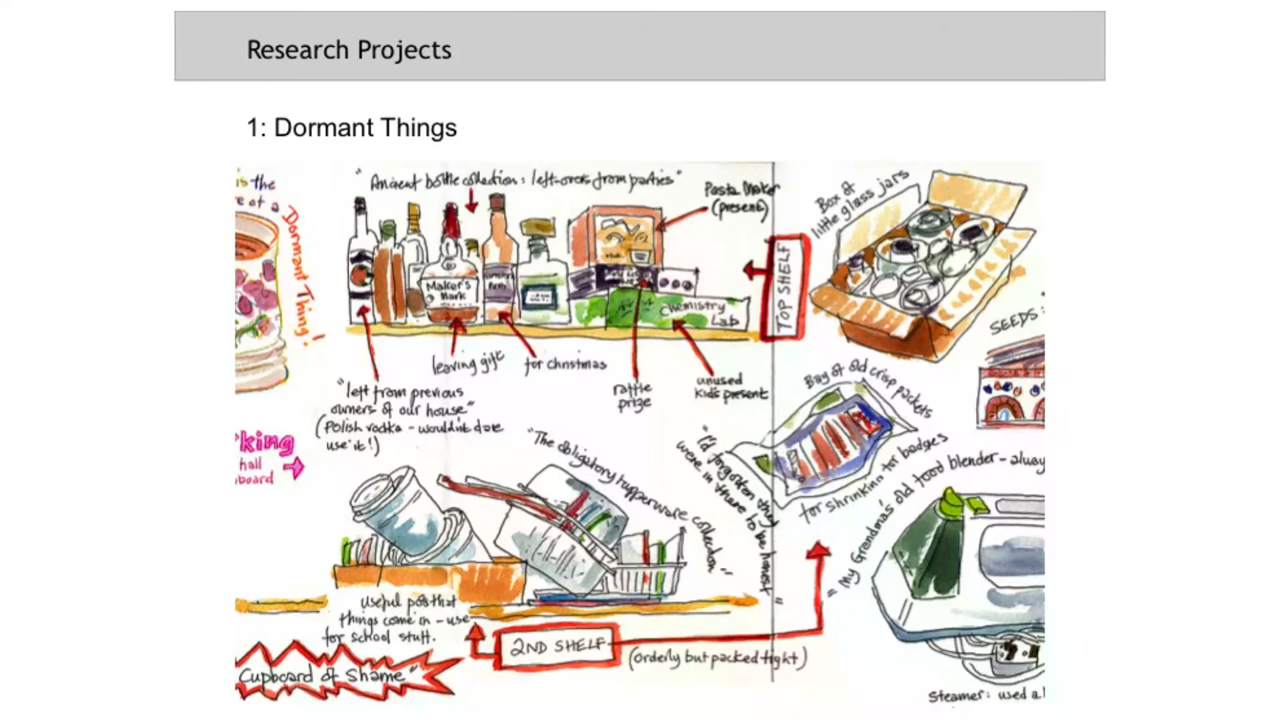 Research Projects
1: Dormant Things
is the
re of a
Dormant Thing!
"Ancient bottle collection: left-overs from parties"
Pasta Maker
(present)
TOP SHELF
Box of
little glass jars
Maker's
Mark
Chemistry
Lab
SEEDS:
leaving gift
for christmas
raffle
prize
unused
kids present
"left from previous
owners of our house"
(Polish vodka - wouldn't dare
use it!)
king
hall
board
Bag of old crisp packets
for shrinking for badges
"I'd forgotten they
were in there to be honest"
"The obligatory tupperware collection"
"My Grandma's old food blender - alway
useful pots that
things come in - use
for school stuff.
2ND SHELF
(orderly but packed tight)
Cupboard of Shame"
Steamer: used a